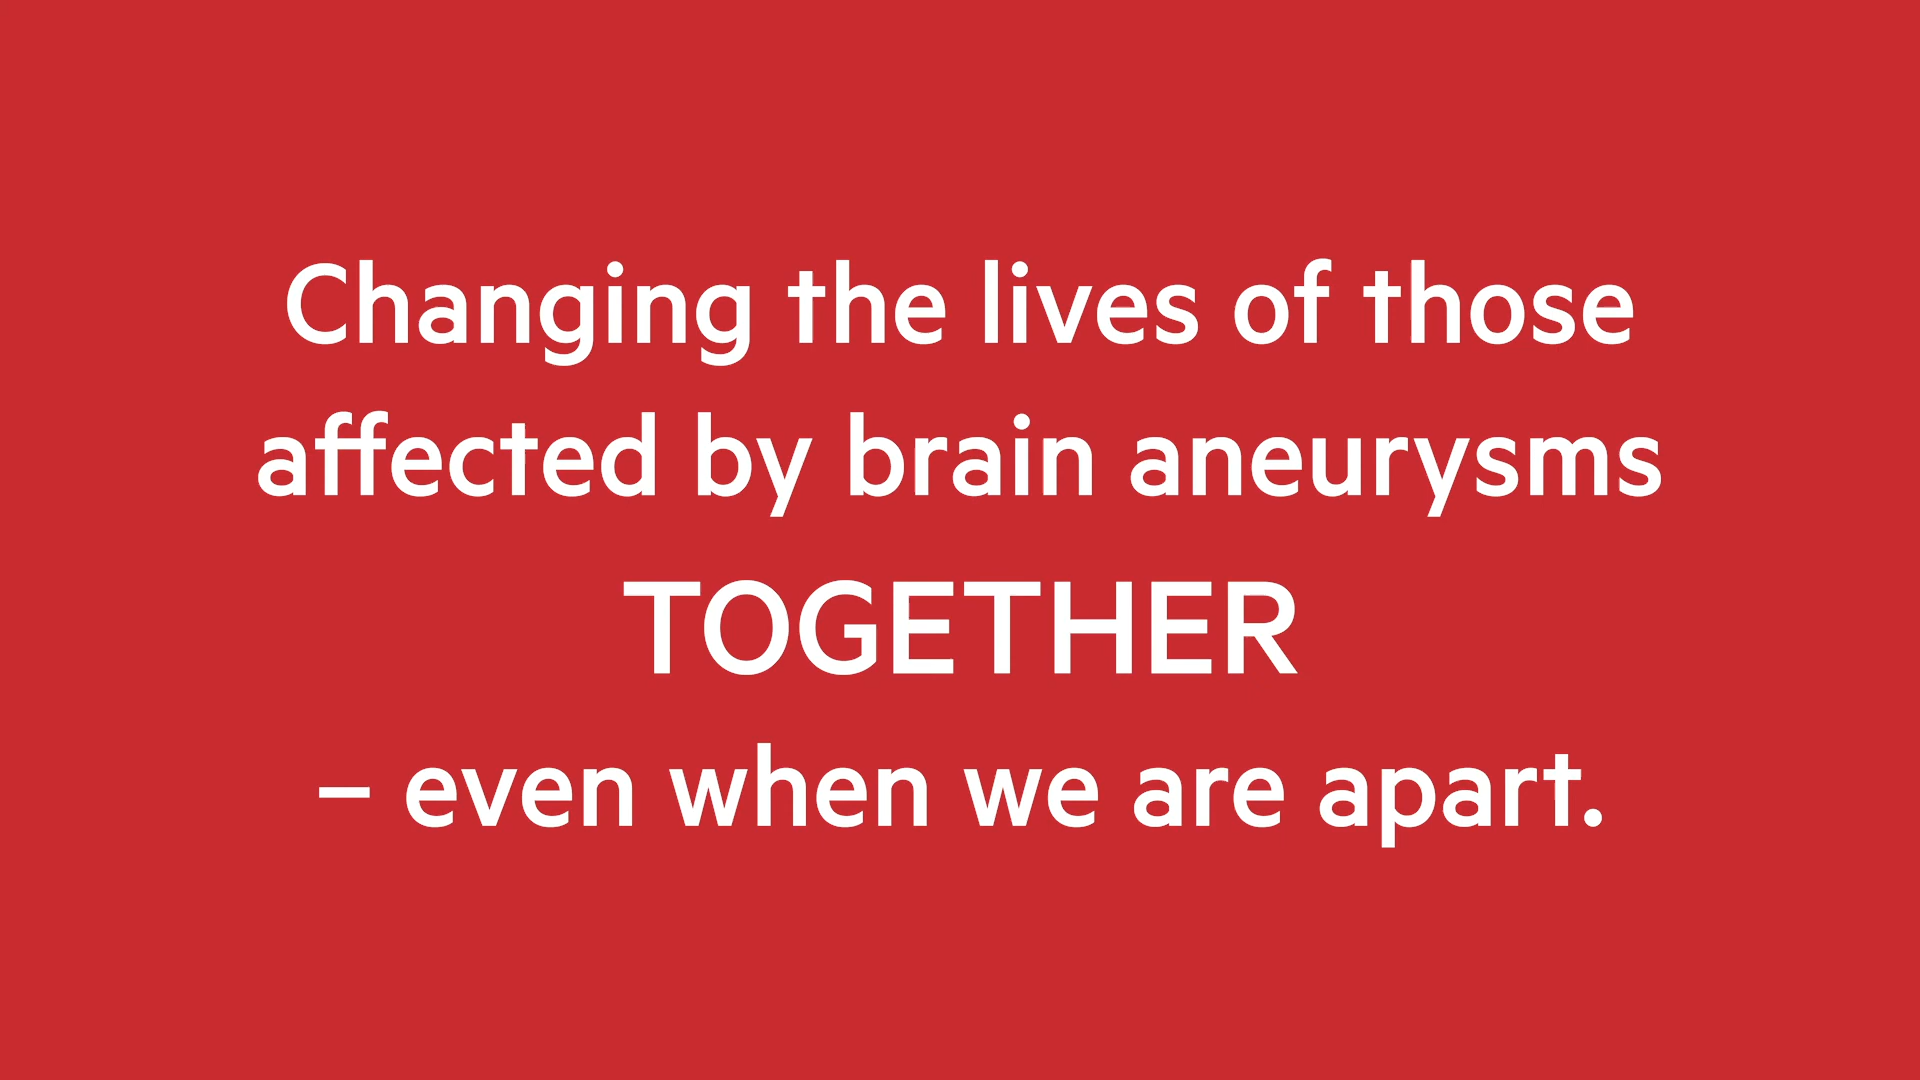 Changing the lives of those
affected by brain aneurysms
TOGETHER
– even when we are apart.